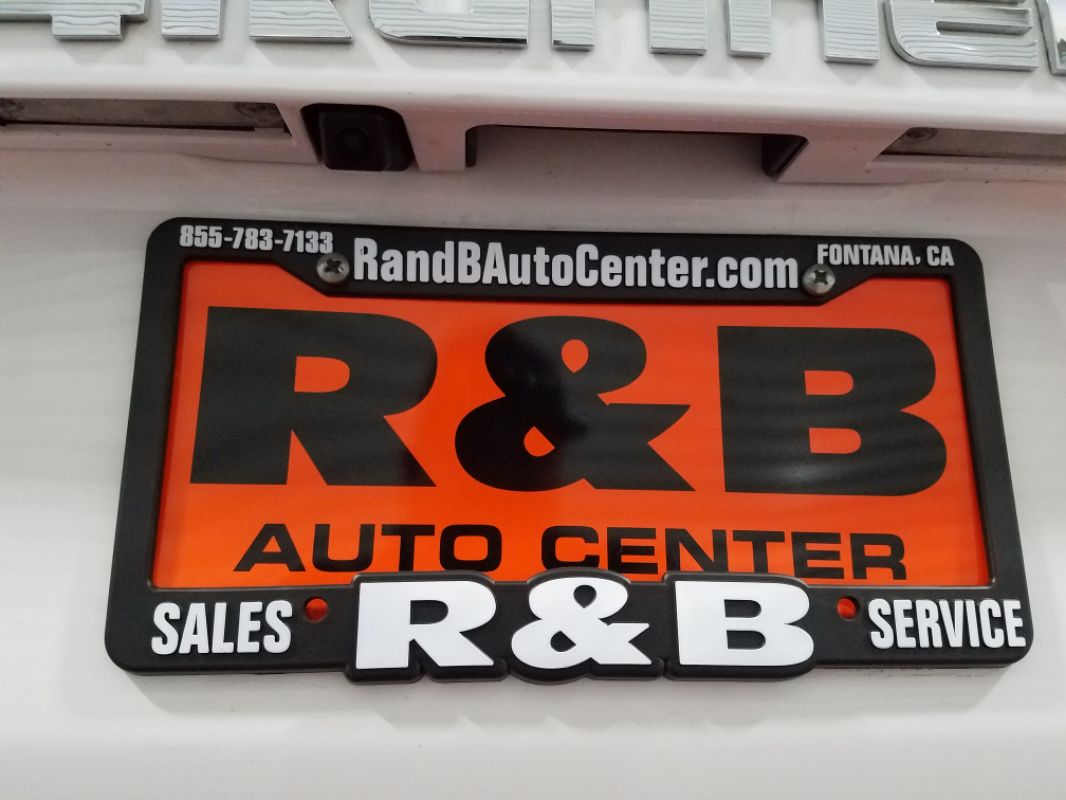 855-783-7133 RandBAutoCenter.com FONTANA, CA
R&B
AUTO CENTER
SALES R&B SERVICE